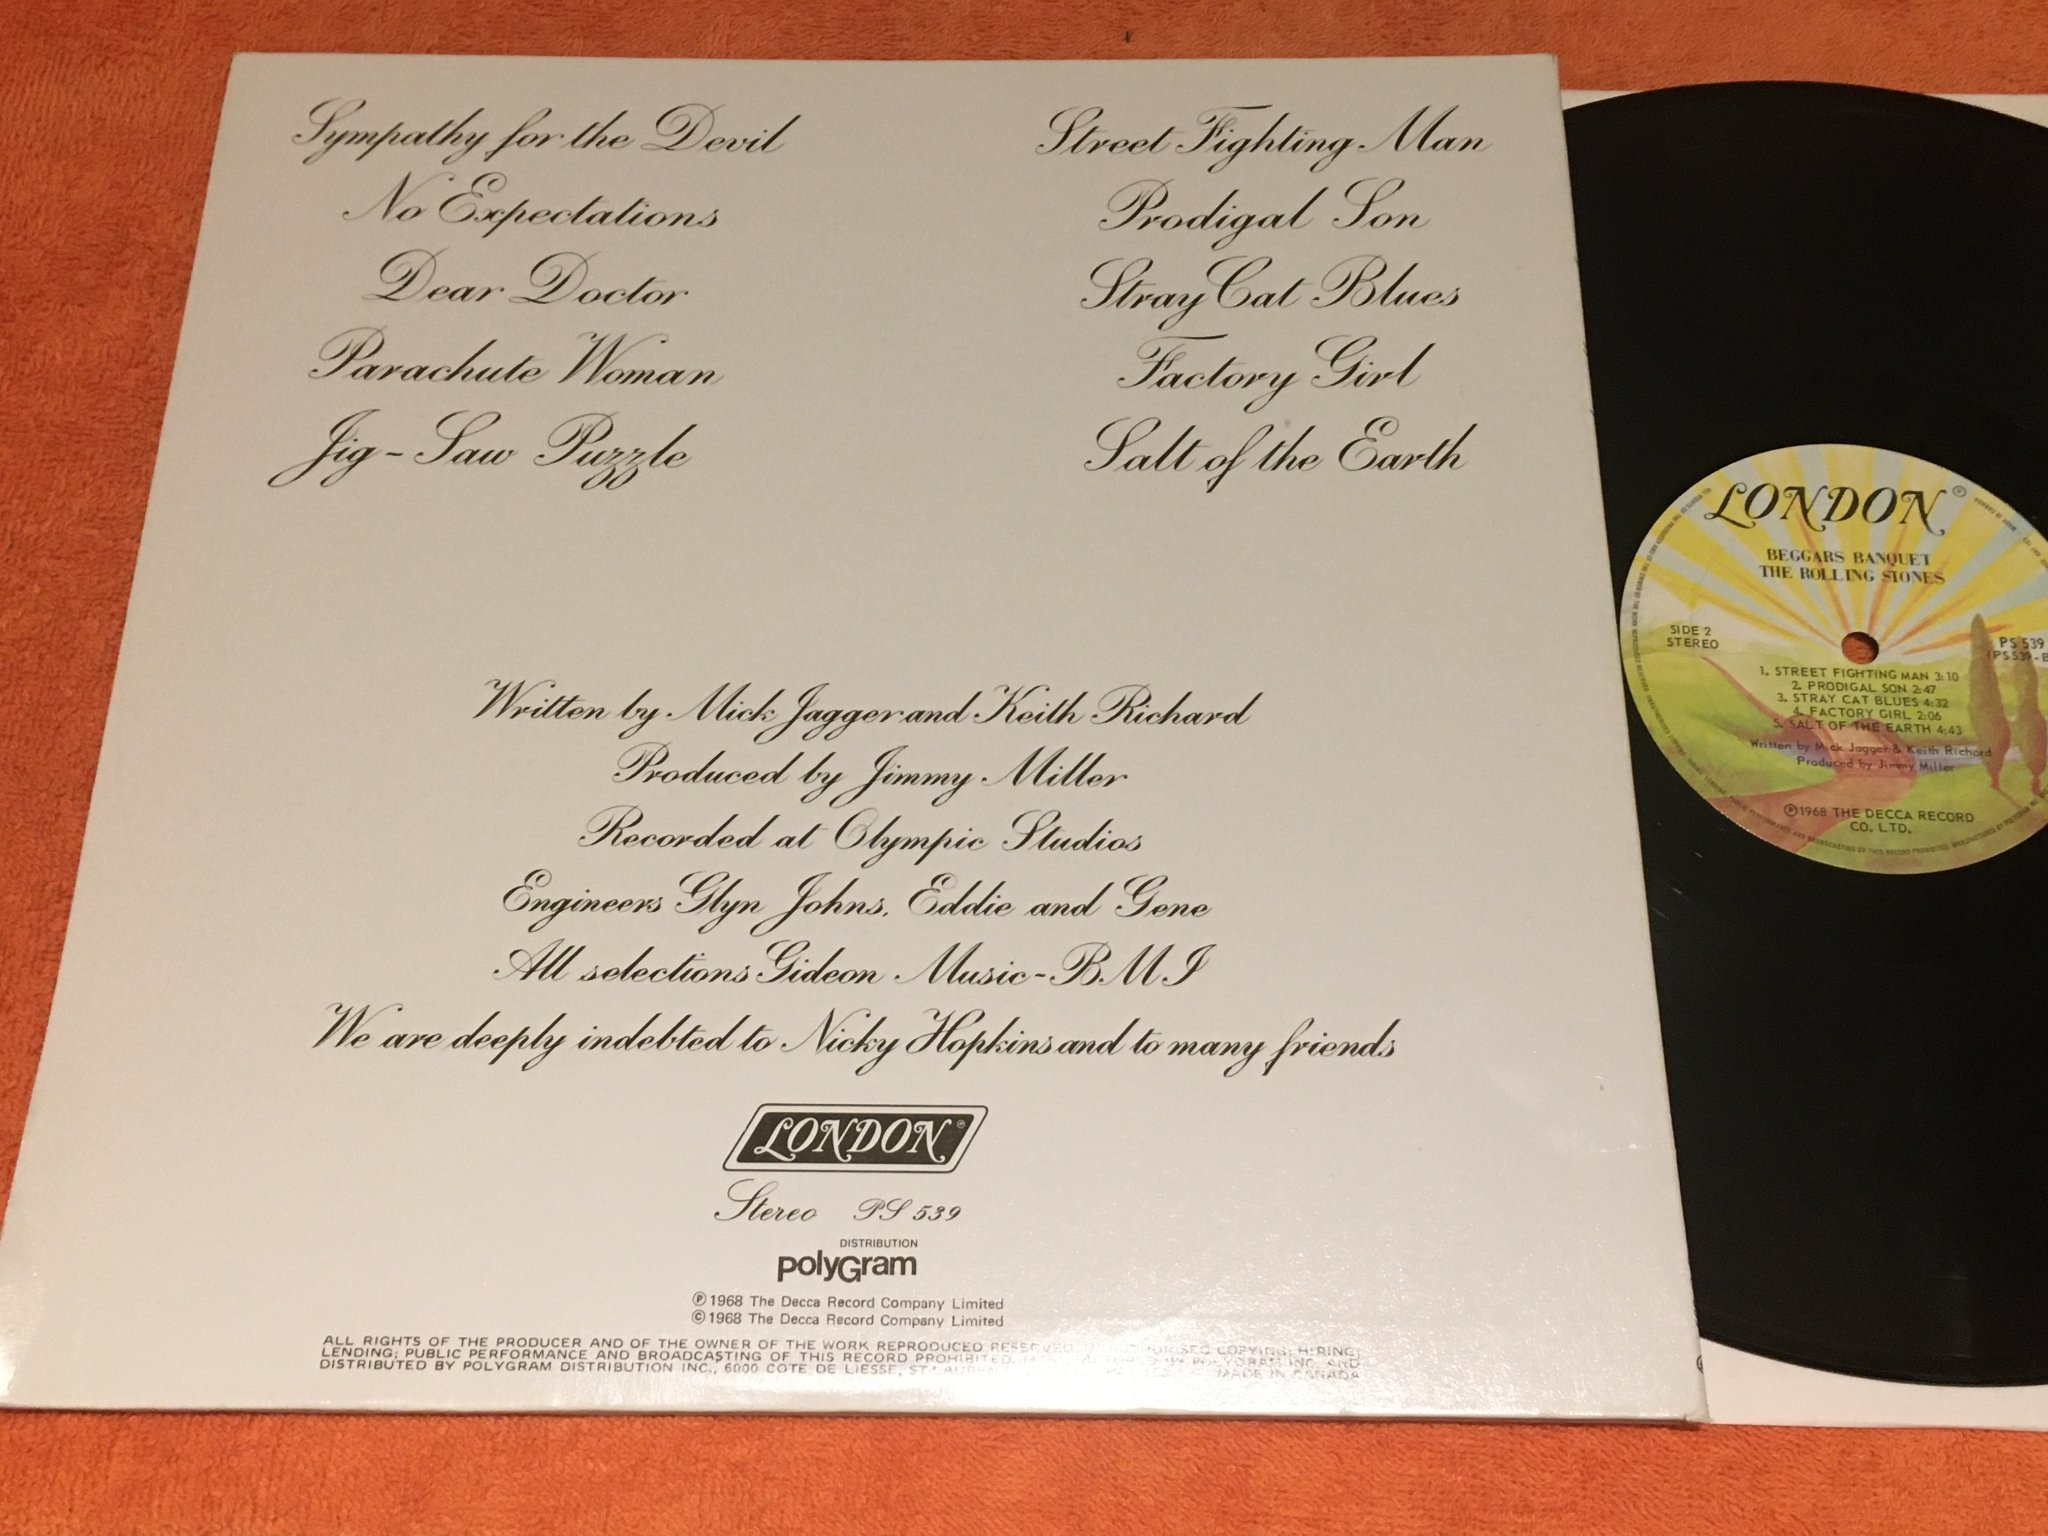 Sympathy for the Devil
No Expectations
Dear Doctor
Parachute Woman
Jig-Saw Puzzle
Street Fighting Man
Prodigal Son
Stray Cat Blues
Factory Girl
Salt of the Earth
Written by Mick Jagger and Keith Richard
Produced by Jimmy Miller
Recorded at Olympic Studios
Engineers Glyn Johns, Eddie and Gene
All selections Gideon Music-B.M.I
We are deeply indebted to Nicky Hopkins and to many friends
LONDON
Stereo PS 539
DISTRIBUTION
polyGram
℗1968 The Decca Record Company Limited
©1968 The Decca Record Company Limited
ALL RIGHTS OF THE PRODUCER AND OF THE OWNER OF THE WORK REPRODUCED RESERVED. COPYING, HIRING,
LENDING; PUBLIC PERFORMANCE AND BROADCASTING OF THIS RECORD PROHIBITED. BY POLYGRAM INC. AND
DISTRIBUTED BY POLYGRAM DISTRIBUTION INC., 6000 COTE DE LIESSE, MADE IN CANADA
LONDON®
BEGGARS BANQUET
THE ROLLING STONES
SIDE 2
STEREO
PS 539
(PS539-B
1. STREET FIGHTING MAN 3:10
2. PRODIGAL SON 2:47
3. STRAY CAT BLUES 4:32
4. FACTORY GIRL 2:06
5. SALT OF THE EARTH 4:43
Written by Mick Jagger & Keith Richard
Produced by Jimmy Miller
℗1968 THE DECCA RECORD
CO. LTD.